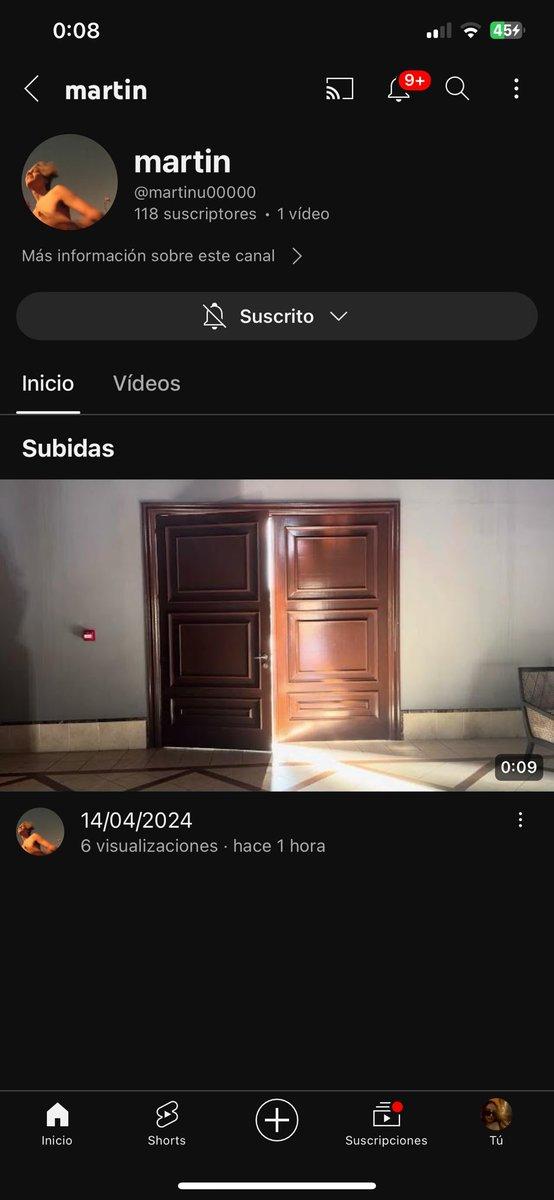 0:08
45
martin
9+
martin
@martinu00000
118 suscriptores • 1 vídeo
Más información sobre este canal
Suscrito
Inicio
Vídeos
Subidas
0:09
14/04/2024
6 visualizaciones · hace 1 hora
Inicio
Shorts
Suscripciones
Tú